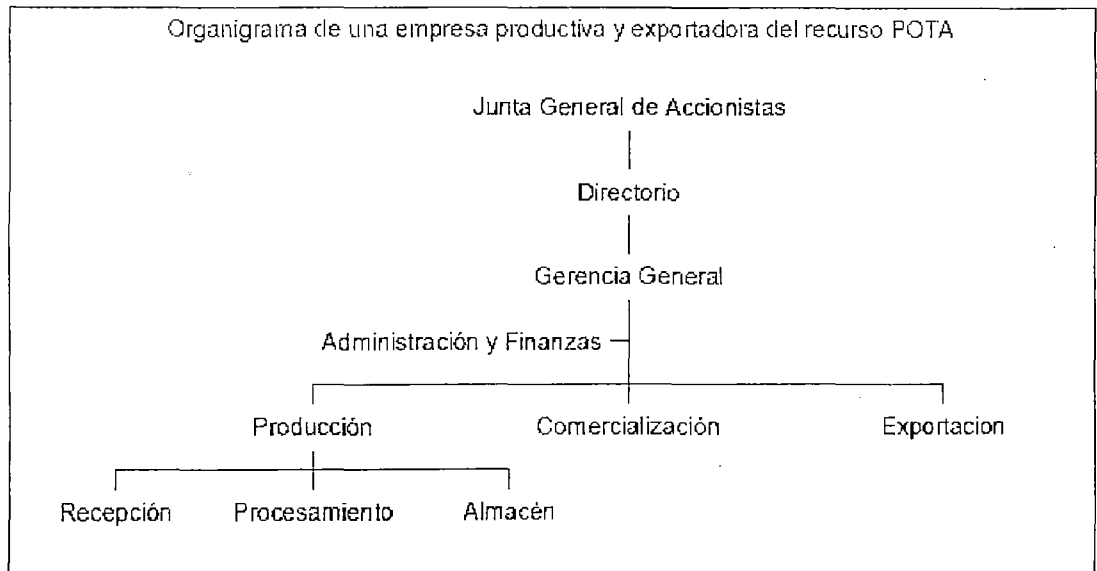 Organigrama de una empresa productiva y exportadora del recurso POTA
Junta General de Accionistas
Directorio
Gerencia General
Administración y Finanzas
Producción Comercialización Exportacion
Recepción Procesamiento Almacén